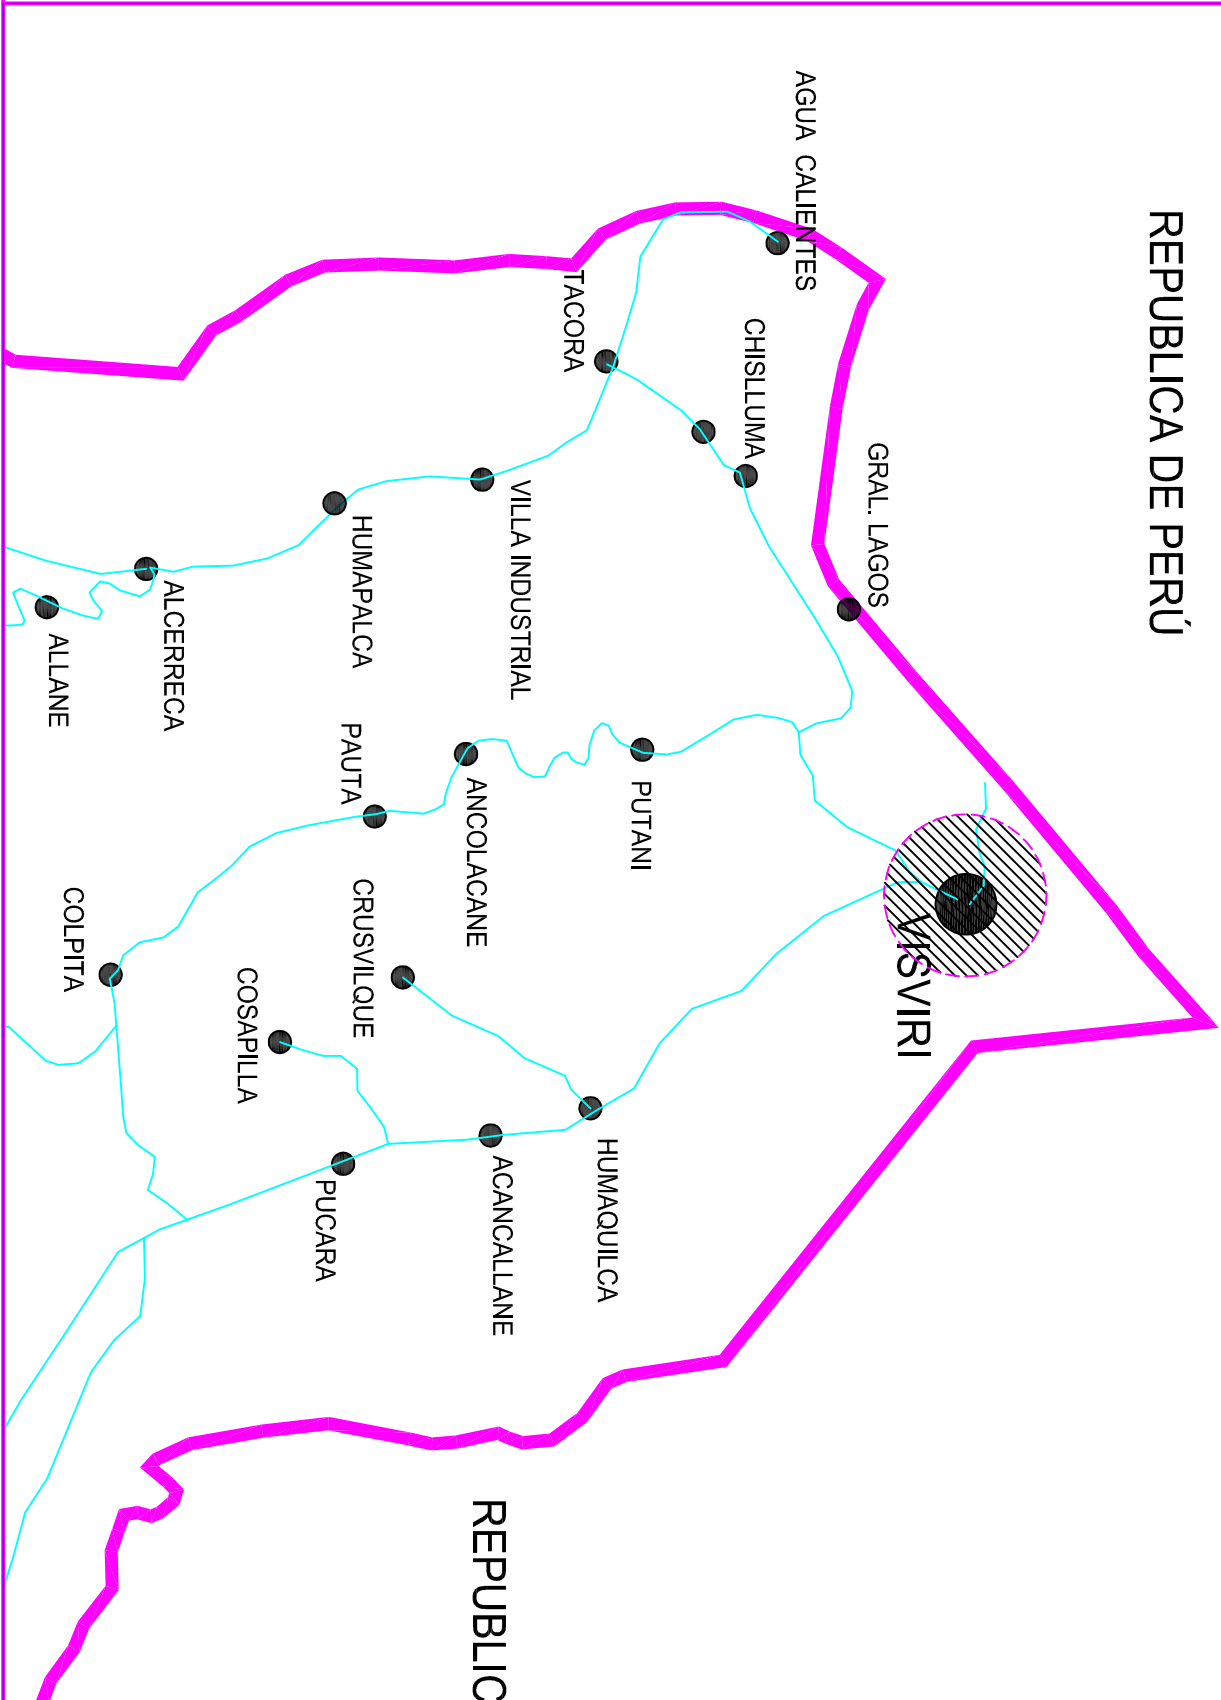 REPUBLICA DE PERÚ
VISVIRI
GRAL. LAGOS
AGUA CALIENTES
CHISLLUMA
PUTANI
HUMAQUILCA
TACORA
VILLA INDUSTRIAL
ANCOLACANE
ACANCALLANE
REPUBLIC
HUMAPALCA
PAUTA
CRUSVILQUE
PUCARA
COSAPILLA
ALCERRECA
COLPITA
ALLANE